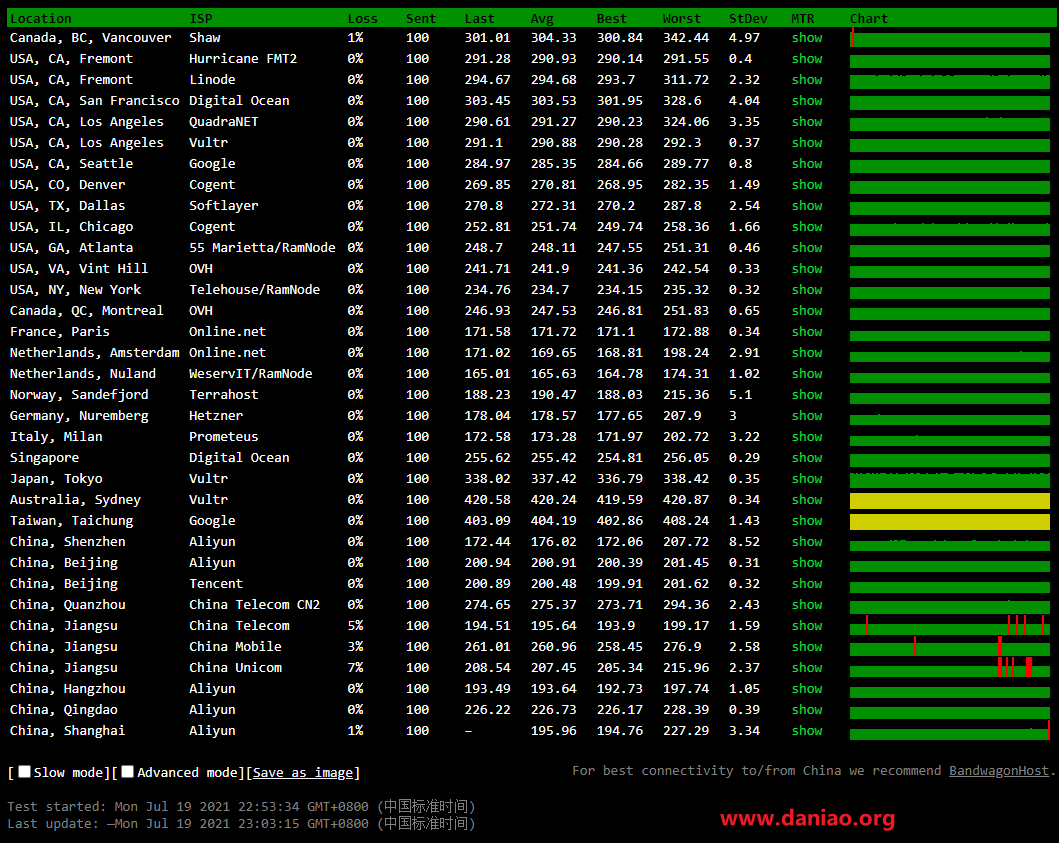 Location ISP Loss Sent Last Avg Best Worst StDev MTR Chart
Canada, BC, Vancouver Shaw 1% 100 301.01 304.33 300.84 342.44 4.97 show
USA, CA, Fremont Hurricane FMT2 0% 100 291.28 290.93 290.14 291.55 0.4 show
USA, CA, Fremont Linode 0% 100 294.67 294.68 293.7 311.72 2.32 show
USA, CA, San Francisco Digital Ocean 0% 100 303.45 303.53 301.95 328.6 4.04 show
USA, CA, Los Angeles QuadraNET 0% 100 290.61 291.27 290.23 324.06 3.35 show
USA, CA, Los Angeles Vultr 0% 100 291.1 290.88 290.28 292.3 0.37 show
USA, CA, Seattle Google 0% 100 284.97 285.35 284.66 289.77 0.8 show
USA, CO, Denver Cogent 0% 100 269.85 270.81 268.95 282.35 1.49 show
USA, TX, Dallas Softlayer 0% 100 270.8 272.31 270.2 287.8 2.54 show
USA, IL, Chicago Cogent 0% 100 252.81 251.74 249.74 258.36 1.66 show
USA, GA, Atlanta 55 Marietta/RamNode 0% 100 248.7 248.11 247.55 251.31 0.46 show
USA, VA, Vint Hill OVH 0% 100 241.71 241.9 241.36 242.54 0.33 show
USA, NY, New York Telehouse/RamNode 0% 100 234.76 234.7 234.15 235.32 0.32 show
Canada, QC, Montreal OVH 0% 100 246.93 247.53 246.81 251.83 0.65 show
France, Paris Online.net 0% 100 171.58 171.72 171.1 172.88 0.34 show
Netherlands, Amsterdam Online.net 0% 100 171.02 169.65 168.81 198.24 2.91 show
Netherlands, Nuland WeservIT/RamNode 0% 100 165.01 165.63 164.78 174.31 1.02 show
Norway, Sandefjord Terrahost 0% 100 188.23 190.47 188.03 215.36 5.1 show
Germany, Nuremberg Hetzner 0% 100 178.04 178.57 177.65 207.9 3 show
Italy, Milan Prometeus 0% 100 172.58 173.28 171.97 202.72 3.22 show
Singapore Digital Ocean 0% 100 255.62 255.42 254.81 256.05 0.29 show
Japan, Tokyo Vultr 0% 100 338.02 337.42 336.79 338.42 0.35 show
Australia, Sydney Vultr 0% 100 420.58 420.24 419.59 420.87 0.34 show
Taiwan, Taichung Google 0% 100 403.09 404.19 402.86 408.24 1.43 show
China, Shenzhen Aliyun 0% 100 172.44 176.02 172.06 207.72 8.52 show
China, Beijing Aliyun 0% 100 200.94 200.91 200.39 201.45 0.31 show
China, Beijing Tencent 0% 100 200.89 200.48 199.91 201.62 0.32 show
China, Quanzhou China Telecom CN2 0% 100 274.65 275.37 273.71 294.36 2.43 show
China, Jiangsu China Telecom 5% 100 194.51 195.64 193.9 199.17 1.59 show
China, Jiangsu China Mobile 3% 100 261.01 260.96 258.45 276.9 2.58 show
China, Jiangsu China Unicom 7% 100 208.54 207.45 205.34 215.96 2.37 show
China, Hangzhou Aliyun 0% 100 193.49 193.64 192.73 197.74 1.05 show
China, Qingdao Aliyun 0% 100 226.22 226.73 226.17 228.39 0.39 show
China, Shanghai Aliyun 1% 100 – 195.96 194.76 227.29 3.34 show
[ Slow mode][ Advanced mode][Save as image] For best connectivity to/from China we recommend BandwagonHost.
Test started: Mon Jul 19 2021 22:53:34 GMT+0800 (中国标准时间)
Last update: —Mon Jul 19 2021 23:03:15 GMT+0800 (中国标准时间)
www.daniao.org